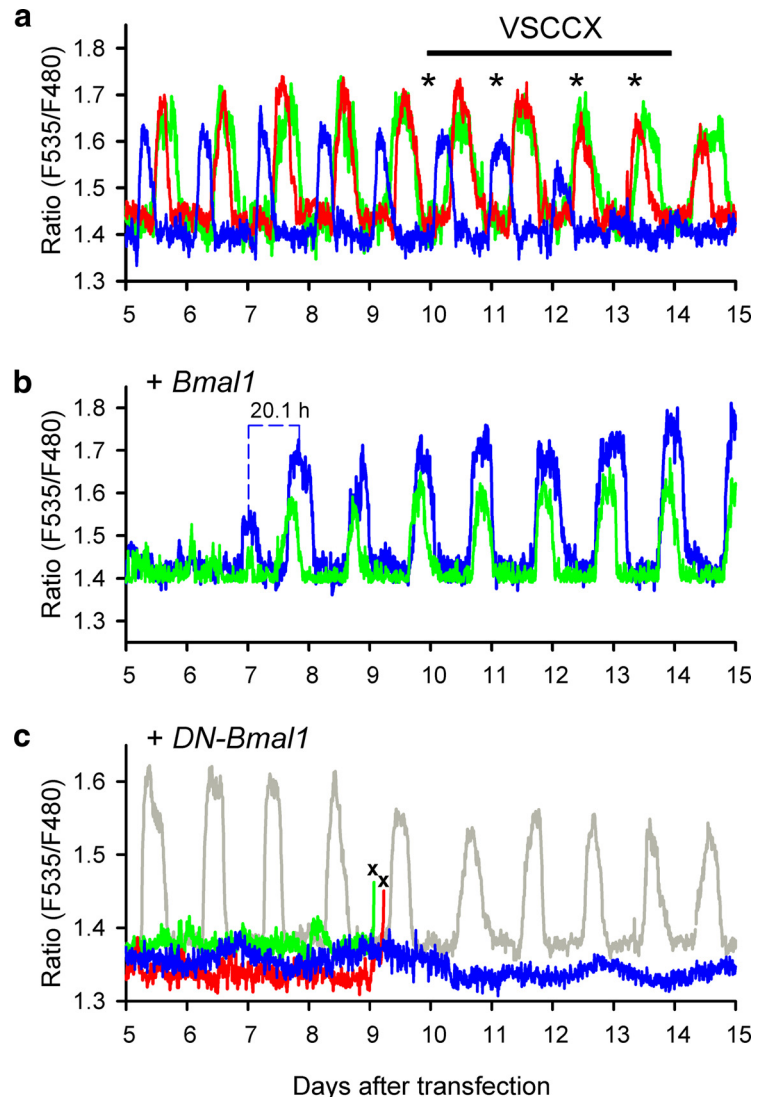 a
VSCCX
* * * *
1.8
1.7
1.6
1.5
1.4
1.3
Ratio (F535/F480)
5 6 7 8 9 10 11 12 13 14 15
b
+ Bmal1
20.1 h
1.8
1.7
1.6
1.5
1.4
1.3
Ratio (F535/F480)
5 6 7 8 9 10 11 12 13 14 15
c
+ DN-Bmal1
x x
1.6
1.5
1.4
1.3
Ratio (F535/F480)
5 6 7 8 9 10 11 12 13 14 15
Days after transfection